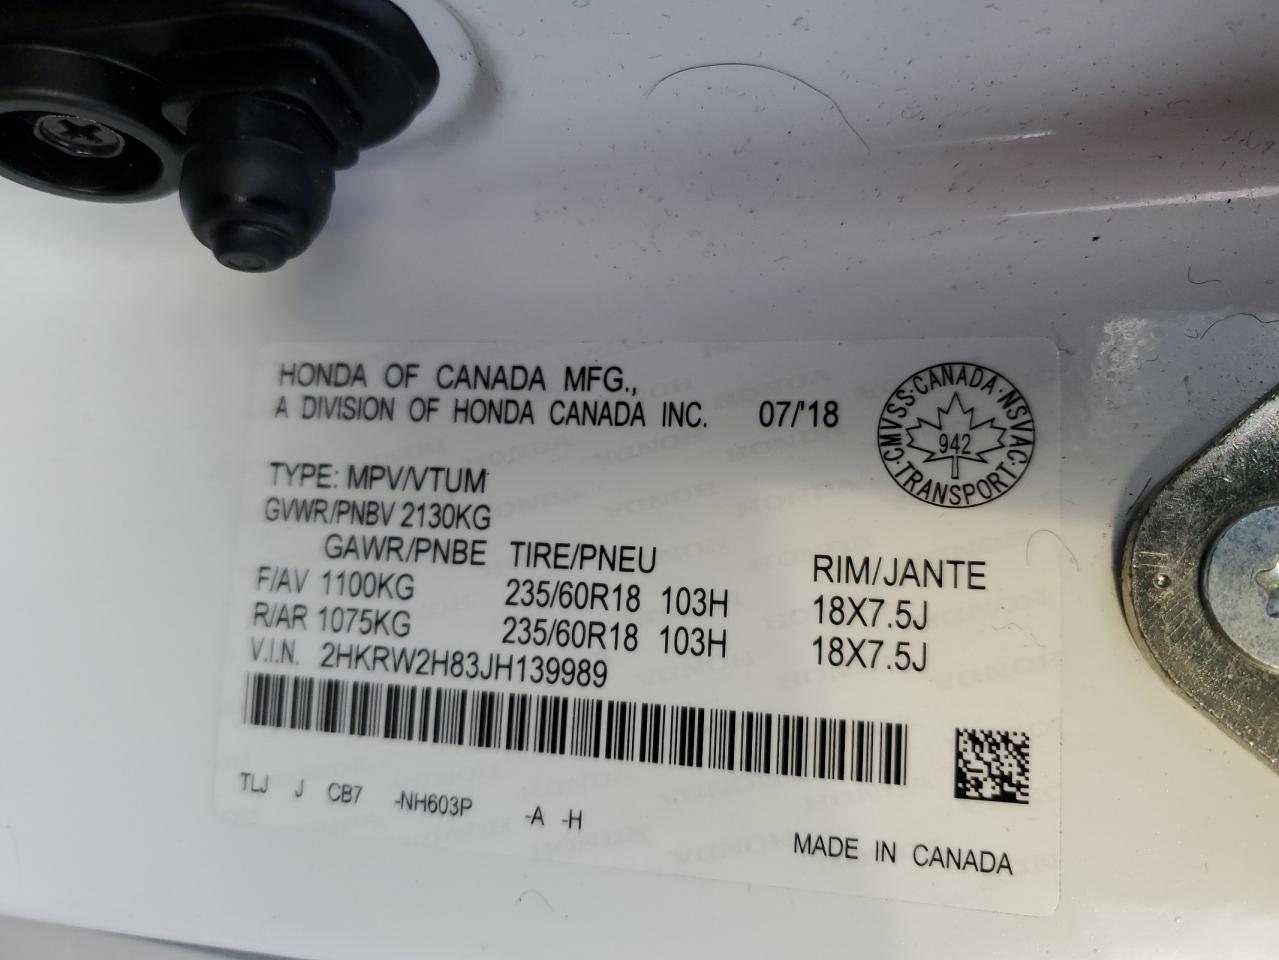 HONDA OF CANADA MFG.,
A DIVISION OF HONDA CANADA INC. 07/'18
CMVSS·CANADA·NSVAC·TRANSPORT·
942
TYPE: MPV/VTUM
GVWR/PNBV 2130KG
GAWR/PNBE TIRE/PNEU RIM/JANTE
F/AV 1100KG 235/60R18 103H 18X7.5J
R/AR 1075KG 235/60R18 103H 18X7.5J
V.I.N. 2HKRW2H83JH139989
TLJ J CB7 -NH603P -A -H
MADE IN CANADA